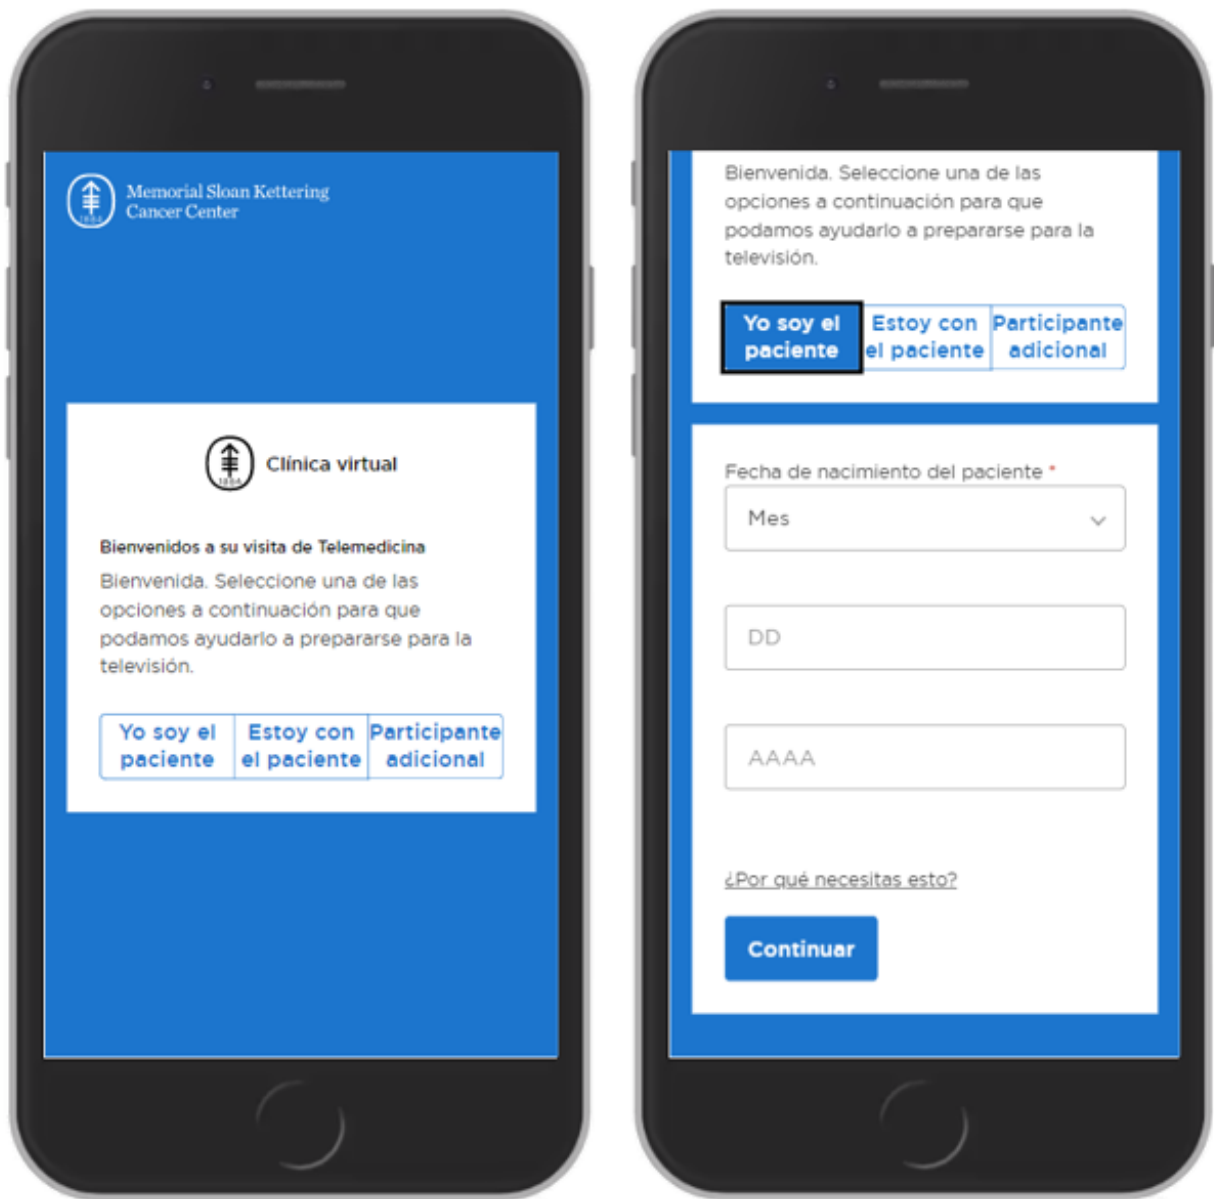 Memorial Sloan Kettering
Cancer Center
1884
Clínica virtual
Bienvenidos a su visita de Telemedicina
Bienvenida. Seleccione una de las
opciones a continuación para que
podamos ayudarlo a prepararse para la
televisión.
Yo soy el
paciente
Estoy con
el paciente
Participante
adicional
Bienvenida. Seleccione una de las
opciones a continuación para que
podamos ayudarlo a prepararse para la
televisión.
Yo soy el
paciente
Estoy con
el paciente
Participante
adicional
Fecha de nacimiento del paciente *
Mes
DD
AAAA
¿Por qué necesitas esto?
Continuar